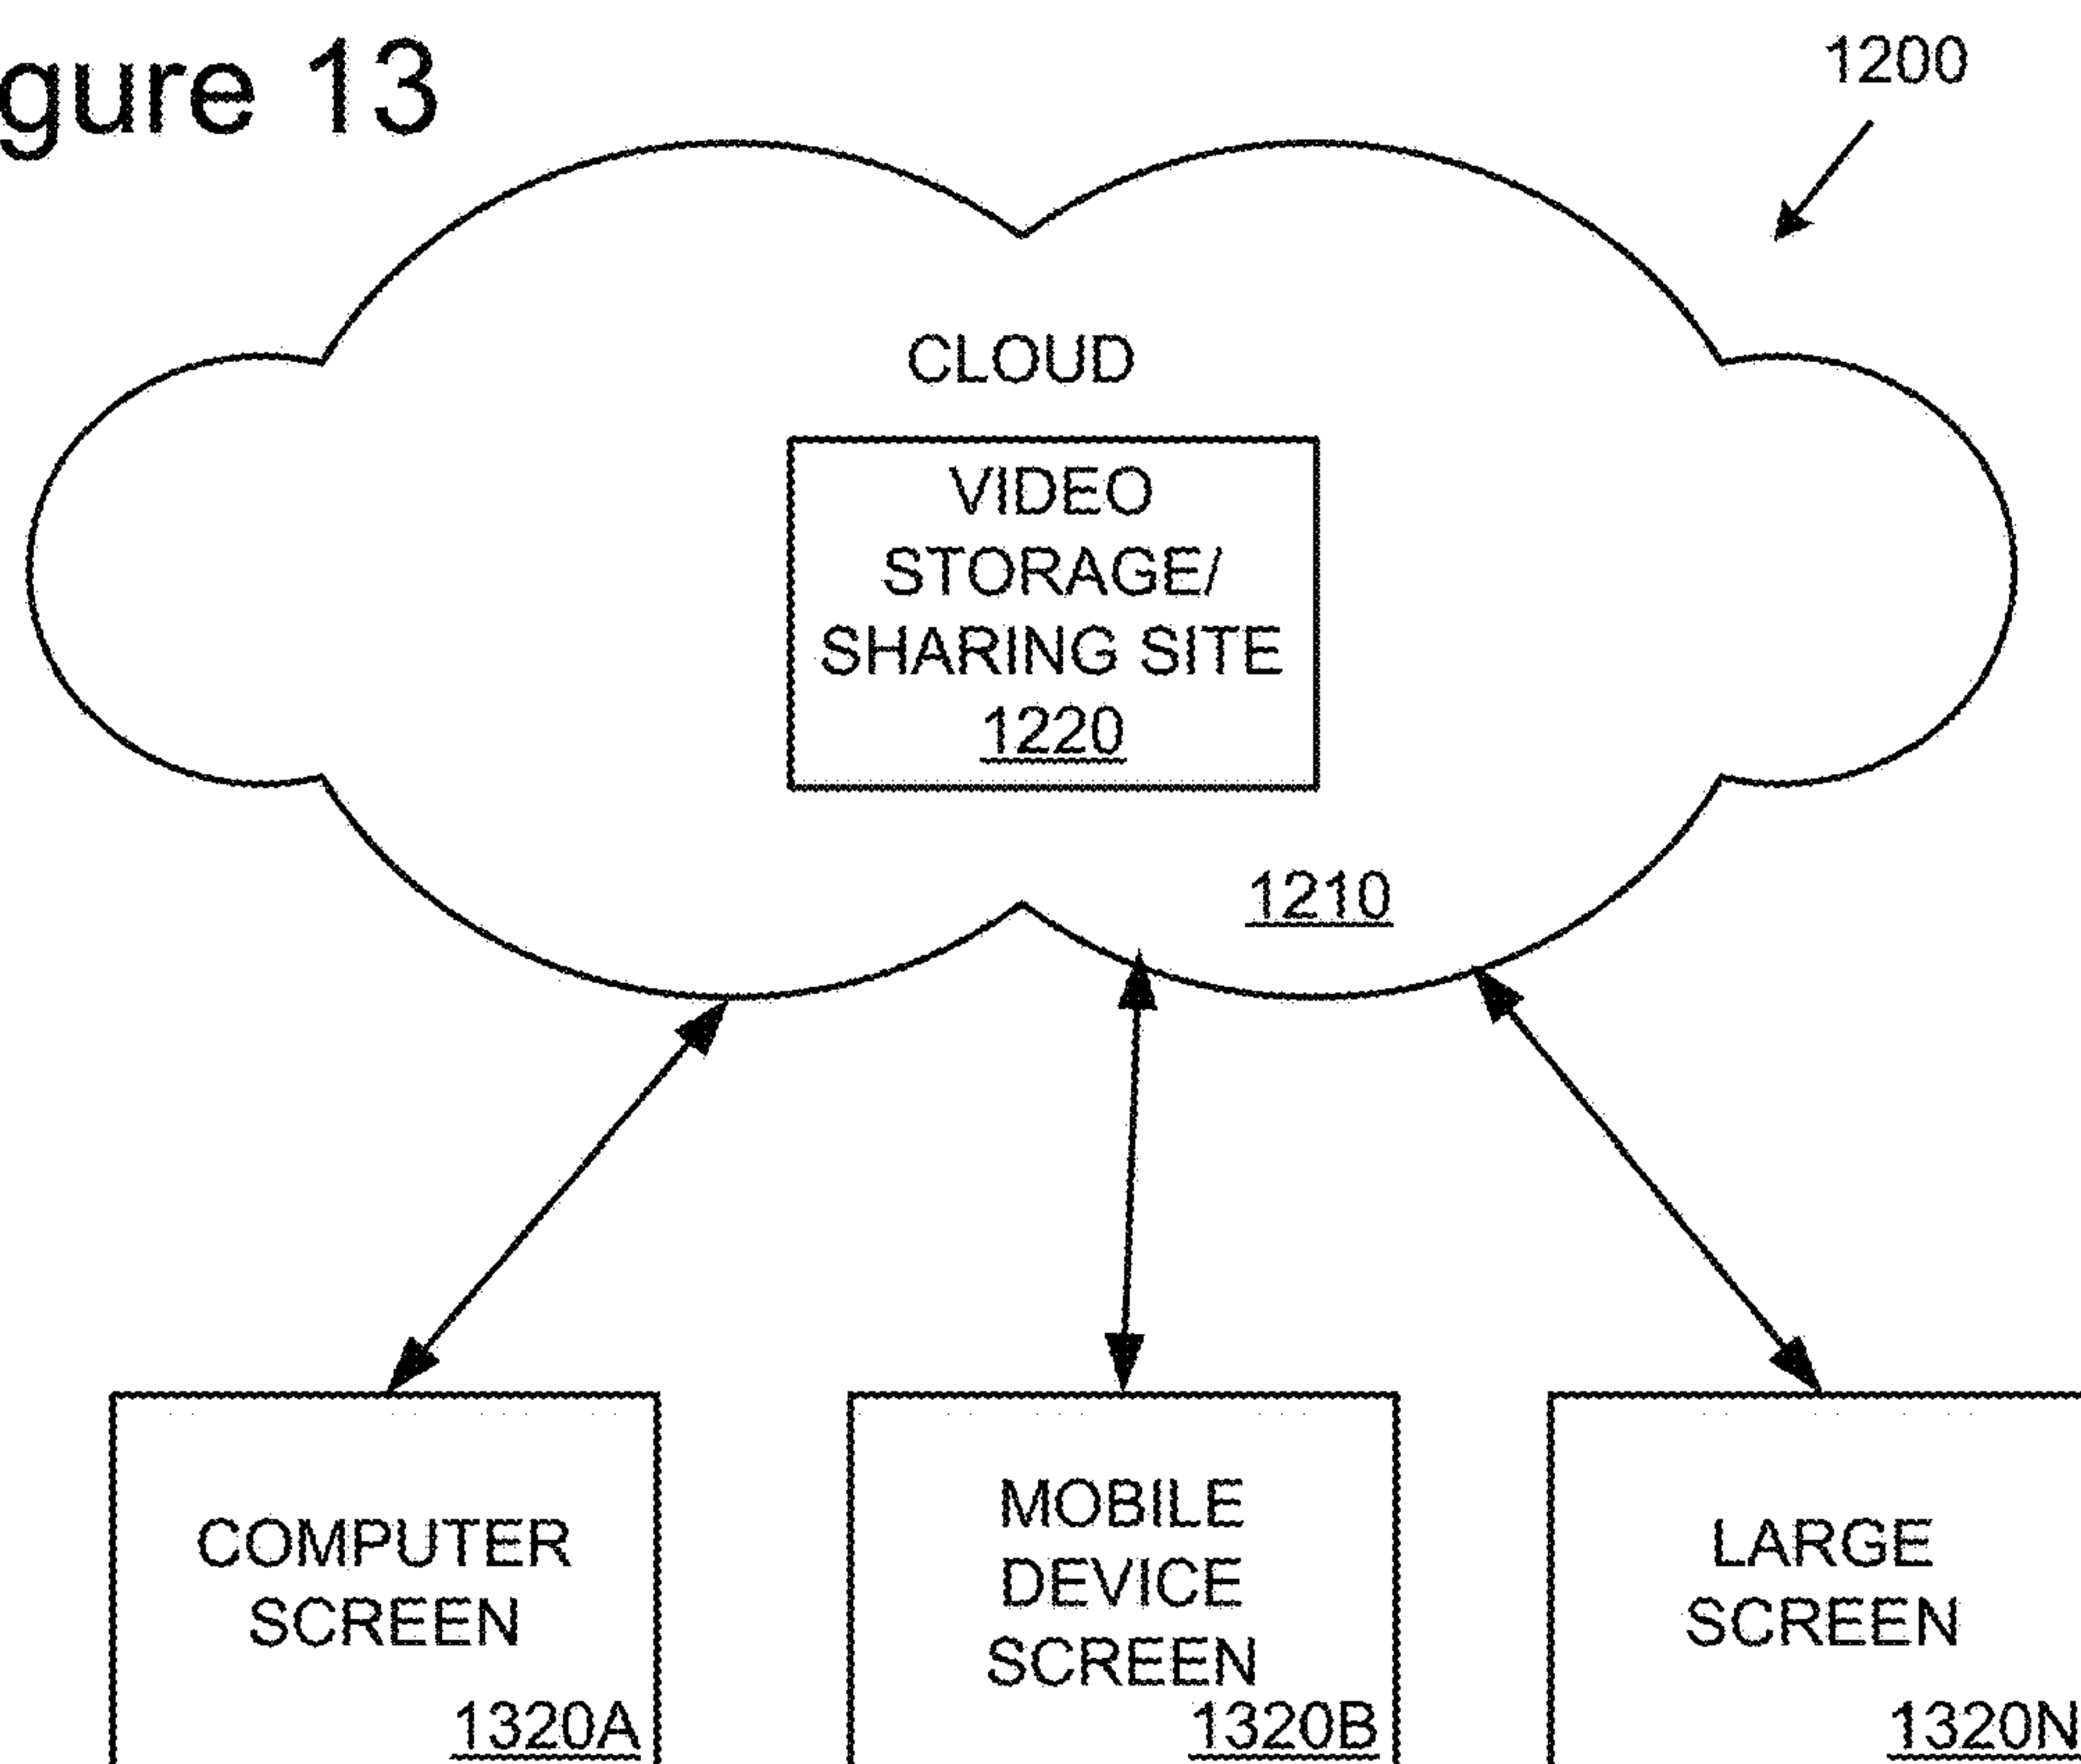 gure 13
1200
CLOUD
VIDEO
STORAGE/
SHARING SITE
1220
1210
COMPUTER
SCREEN
1320A
MOBILE
DEVICE
SCREEN
1320B
LARGE
SCREEN
1320N